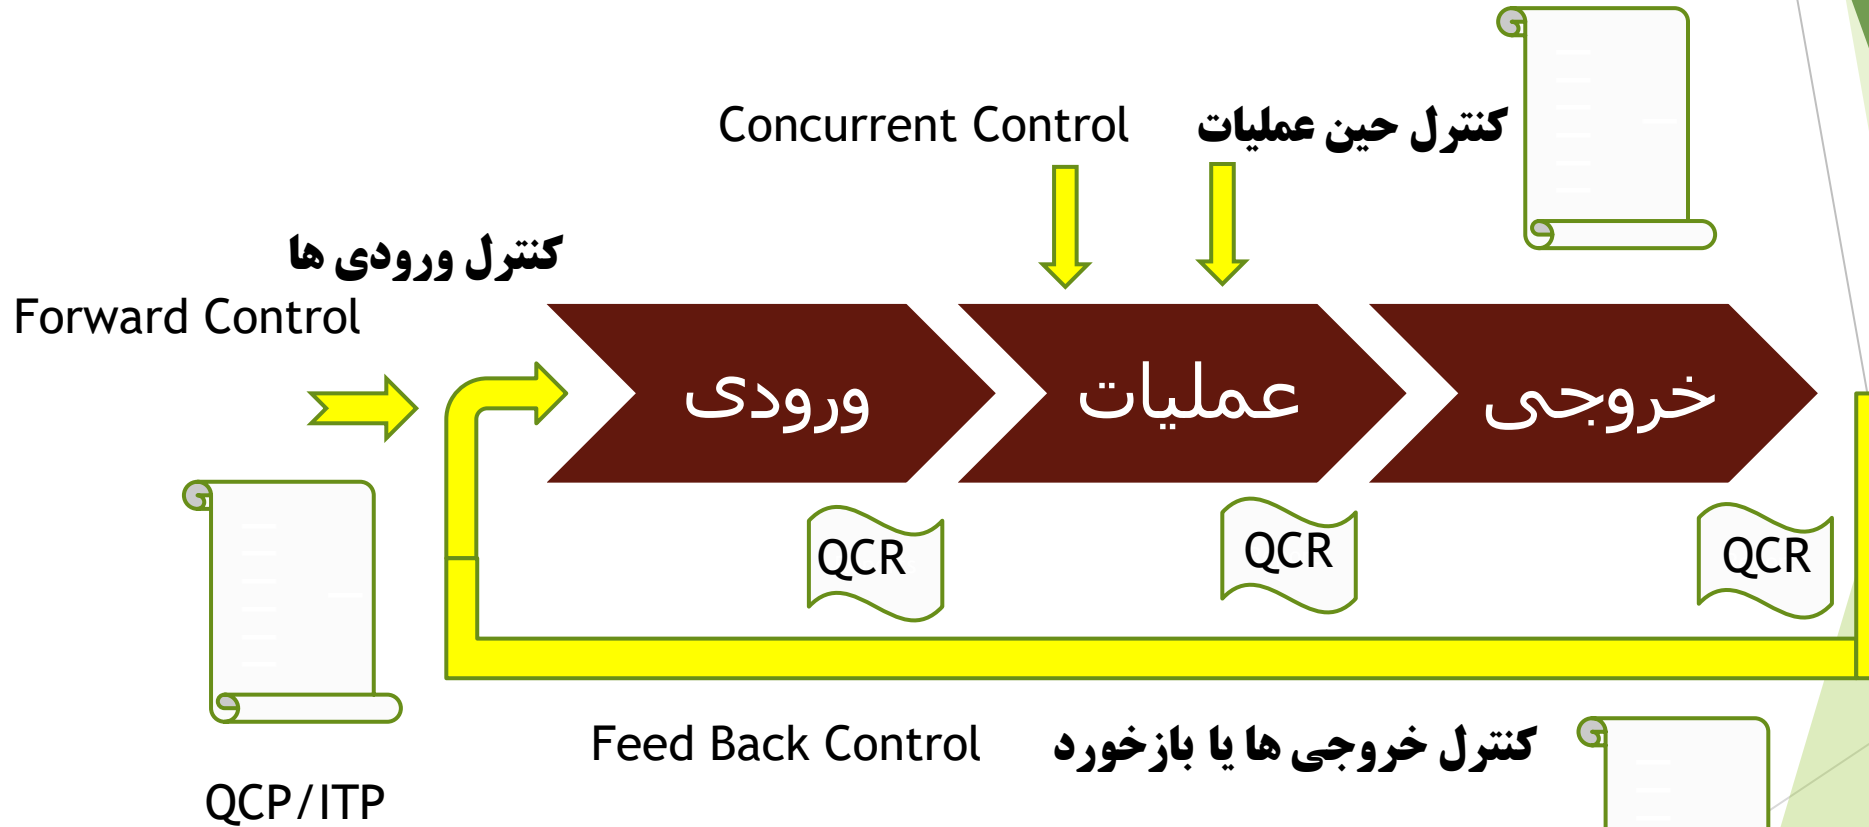 Concurrent Control کنترل حین عملیات
کنترل ورودی ها
Forward Control
ورودی
عملیات
خروجی
QCR
QCR
QCR
Feed Back Control کنترل خروجی ها یا بازخورد
QCP/ITP